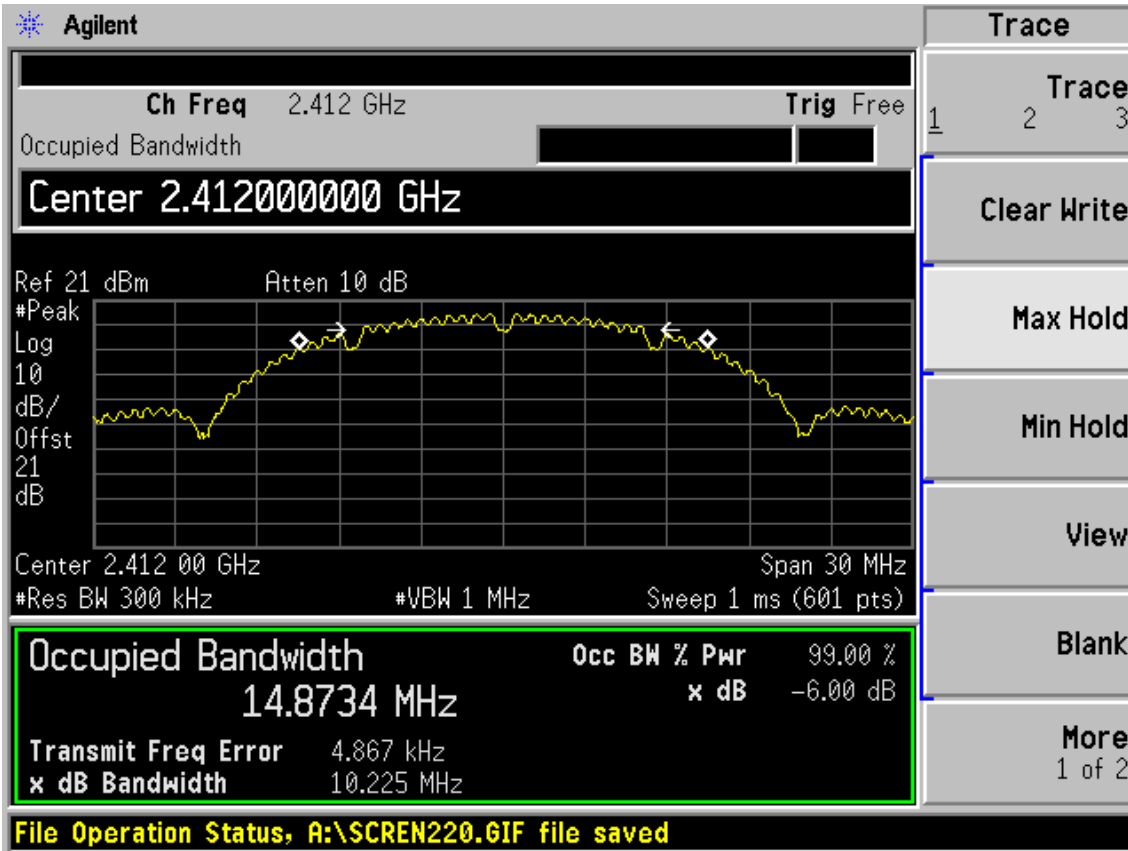 Agilent
Trace
Ch Freq 2.412 GHz Trig Free
Occupied Bandwidth
Center 2.412000000 GHz
Ref 21 dBm Atten 10 dB
#Peak
Log
10
dB/
Offst
21
dB
Center 2.412 00 GHz Span 30 MHz
#Res BW 300 kHz #VBW 1 MHz Sweep 1 ms (601 pts)
Occupied Bandwidth
14.8734 MHz
Occ BW % Pwr 99.00 %
x dB -6.00 dB
Transmit Freq Error 4.867 kHz
x dB Bandwidth 10.225 MHz
Trace
1 2 3
Clear Write
Max Hold
Min Hold
View
Blank
More
1 of 2
File Operation Status, A:\SCREN220.GIF file saved